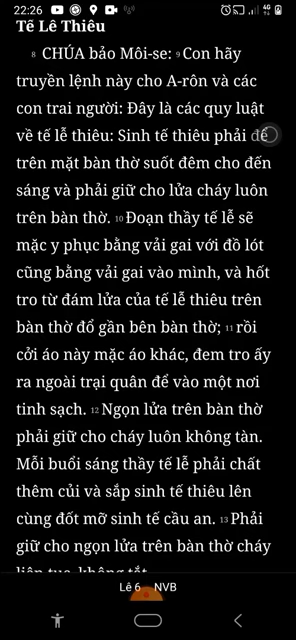 22:26
4G
Tế Lê Thiêu
8 CHÚA bảo Môi-se: 9 Con hãy
truyền lệnh này cho A-rôn và các
con trai người: Đây là các quy luật
về tế lễ thiêu: Sinh tế thiêu phải để
trên mặt bàn thờ suốt đêm cho đến
sáng và phải giữ cho lửa cháy luôn
trên bàn thờ. 10 Đoạn thầy tế lễ sẽ
mặc y phục bằng vải gai với đồ lót
cũng bằng vải gai vào mình, và hốt
tro từ đám lửa của tế lễ thiêu trên
bàn thờ đổ gần bên bàn thờ; 11 rồi
cởi áo này mặc áo khác, đem tro ấy
ra ngoài trại quân để vào một nơi
tinh sạch. 12 Ngọn lửa trên bàn thờ
phải giữ cho cháy luôn không tàn.
Mỗi buổi sáng thầy tế lễ phải chất
thêm củi và sắp sinh tế thiêu lên
cùng đốt mỡ sinh tế cầu an. 13 Phải
giữ cho ngọn lửa trên bàn thờ cháy
liên tục, không tắt.
Lê 6 NVB